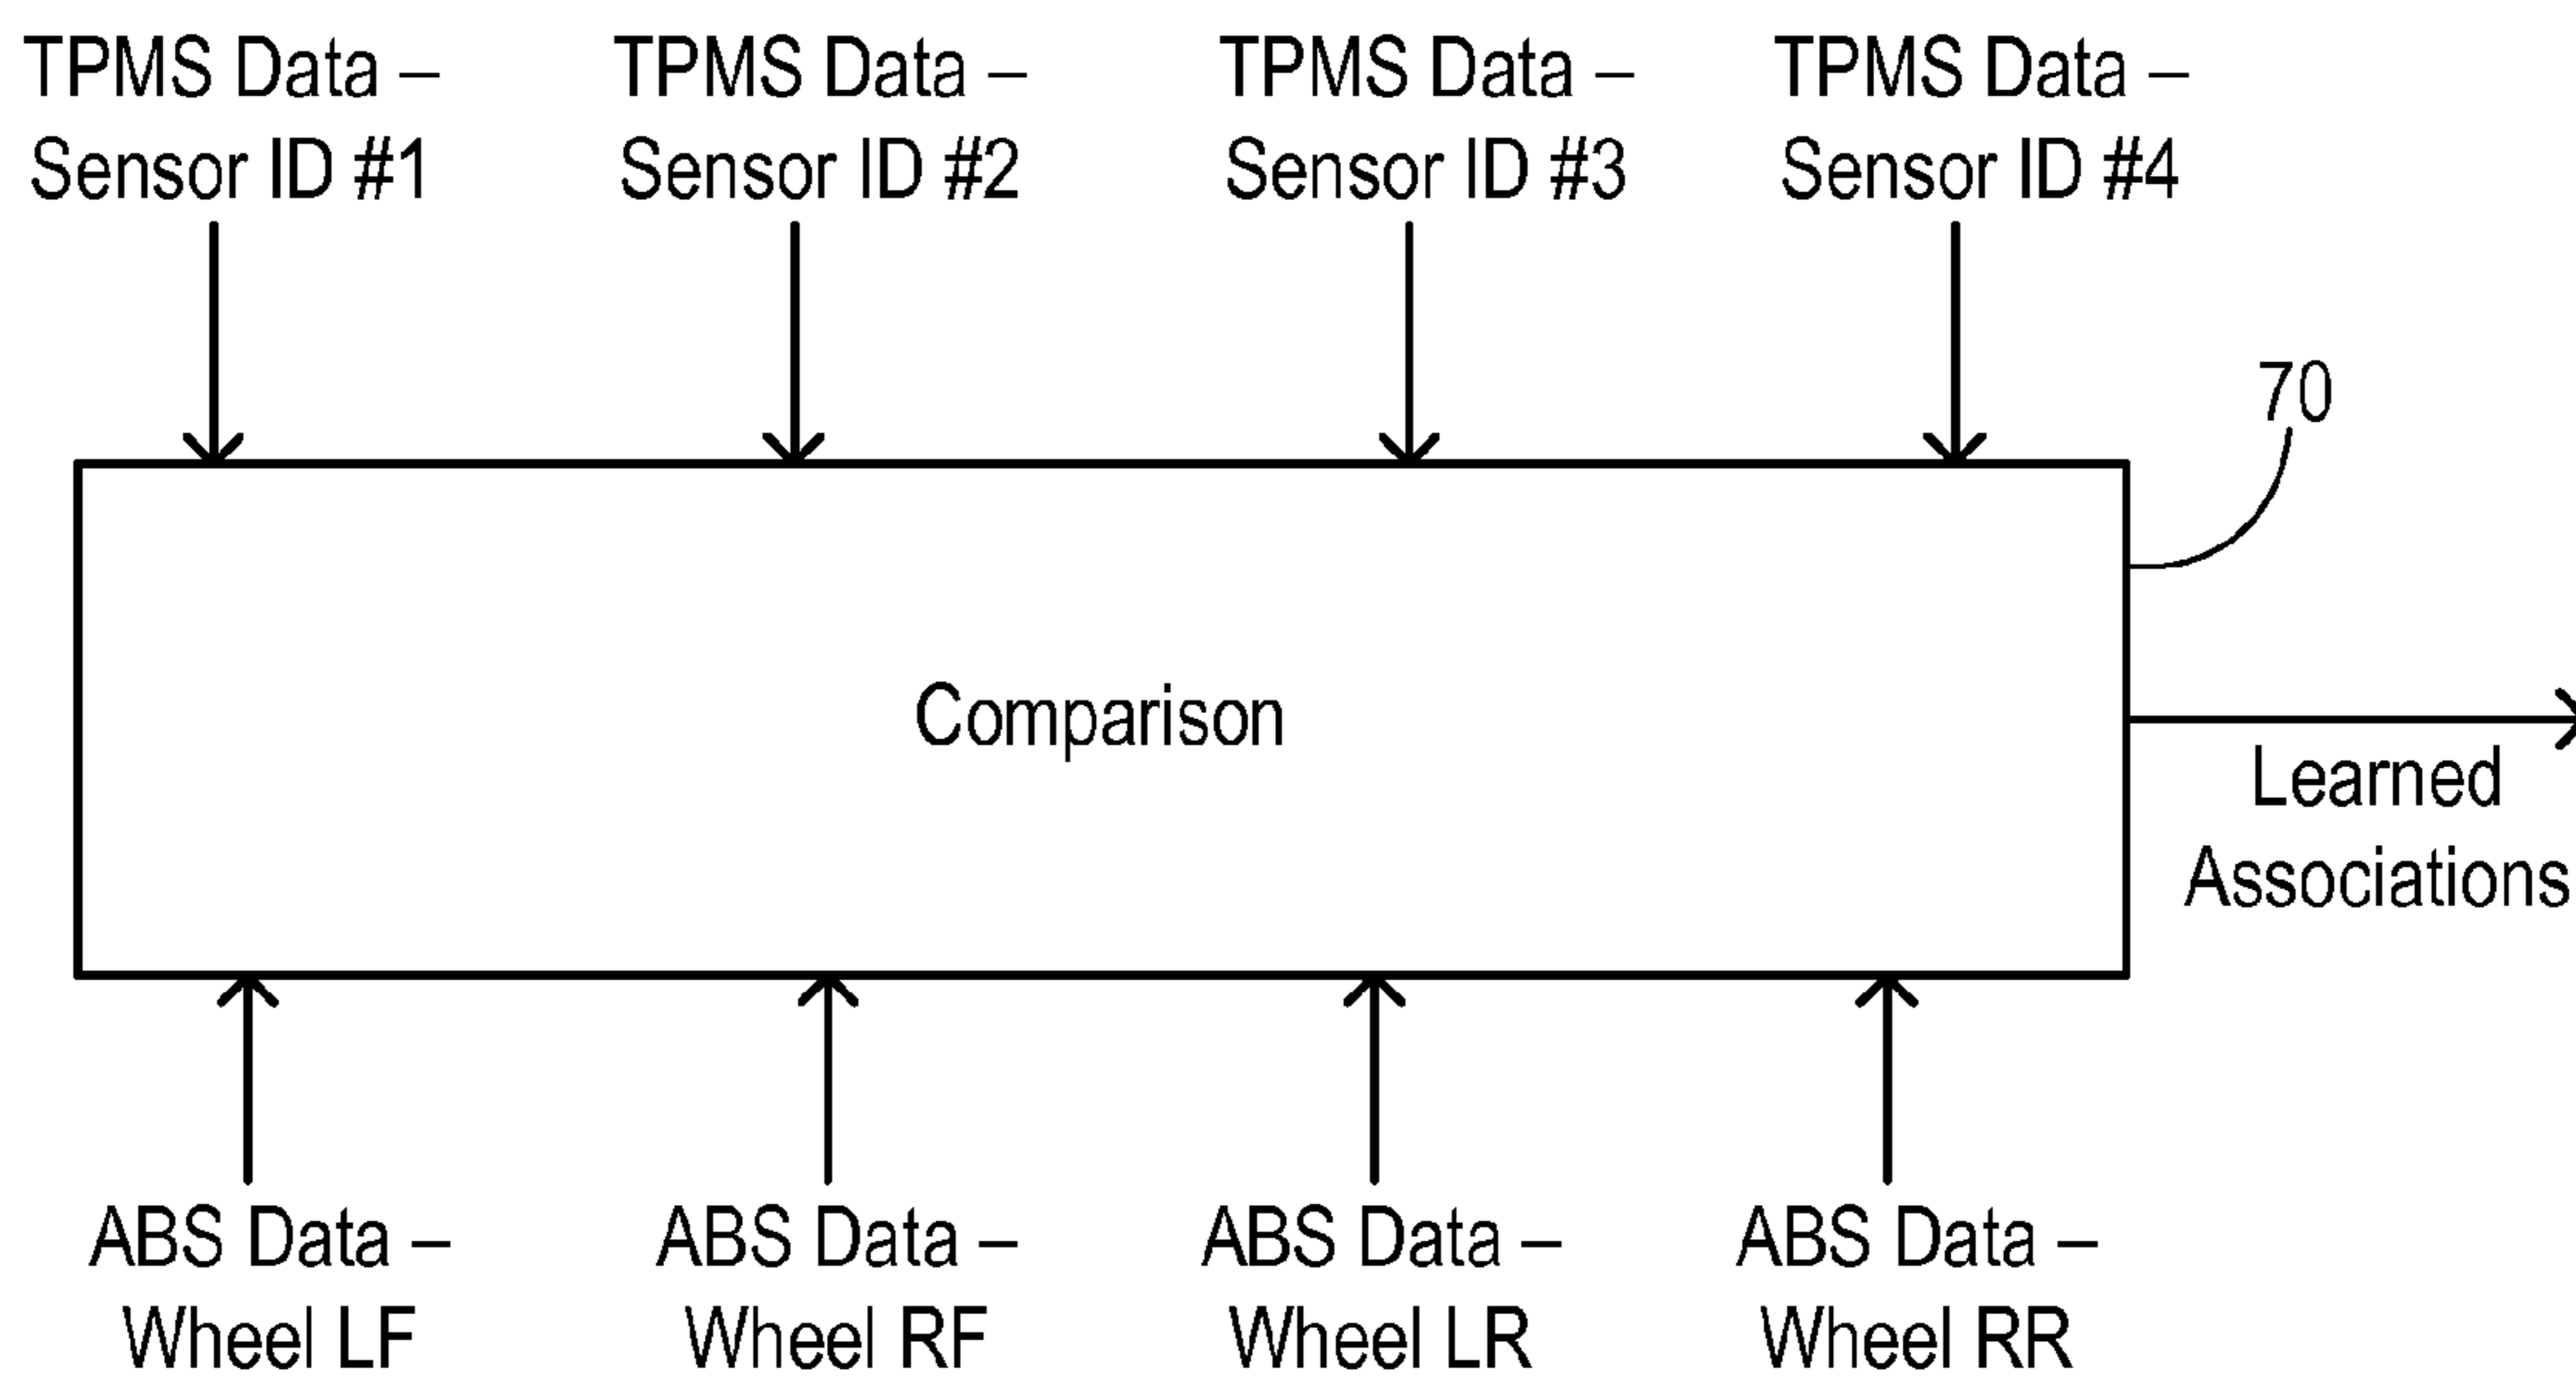 TPMS Data –
Sensor ID #1
TPMS Data –
Sensor ID #2
TPMS Data –
Sensor ID #3
TPMS Data –
Sensor ID #4
70
Comparison
Learned
Associations
ABS Data –
Wheel LF
ABS Data –
Wheel RF
ABS Data –
Wheel LR
ABS Data –
Wheel RR